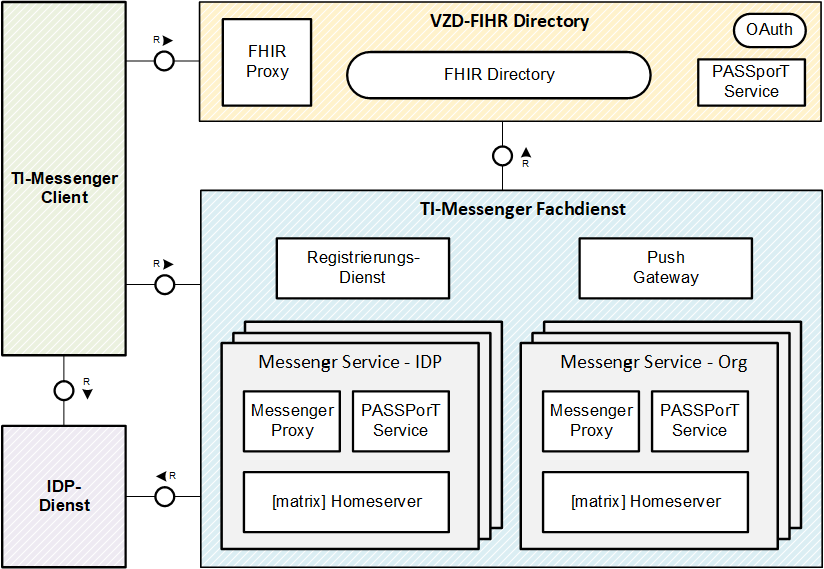 VZD-FIHR Directory
OAuth
R
FHIR
Proxy
FHIR Directory
PASSporT
Service
TI-Messenger
Client
R
TI-Messenger Fachdienst
R
Registrierungs-
Dienst
Push
Gateway
R
Messengr Service - IDP
Messenger
Proxy
PASSPorT
Service
[matrix] Homeserver
Messengr Service - Org
Messenger
Proxy
PASSPorT
Service
[matrix] Homeserver
IDP-
Dienst
R